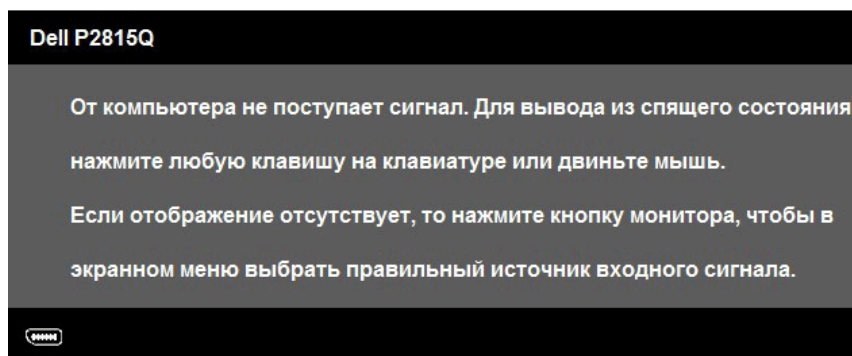 Dell P2815Q
От компьютера не поступает сигнал. Для вывода из спящего состояния
нажмите любую клавишу на клавиатуре или двиньте мышь.
Если отображение отсутствует, то нажмите кнопку монитора, чтобы в
экранном меню выбрать правильный источник входного сигнала.